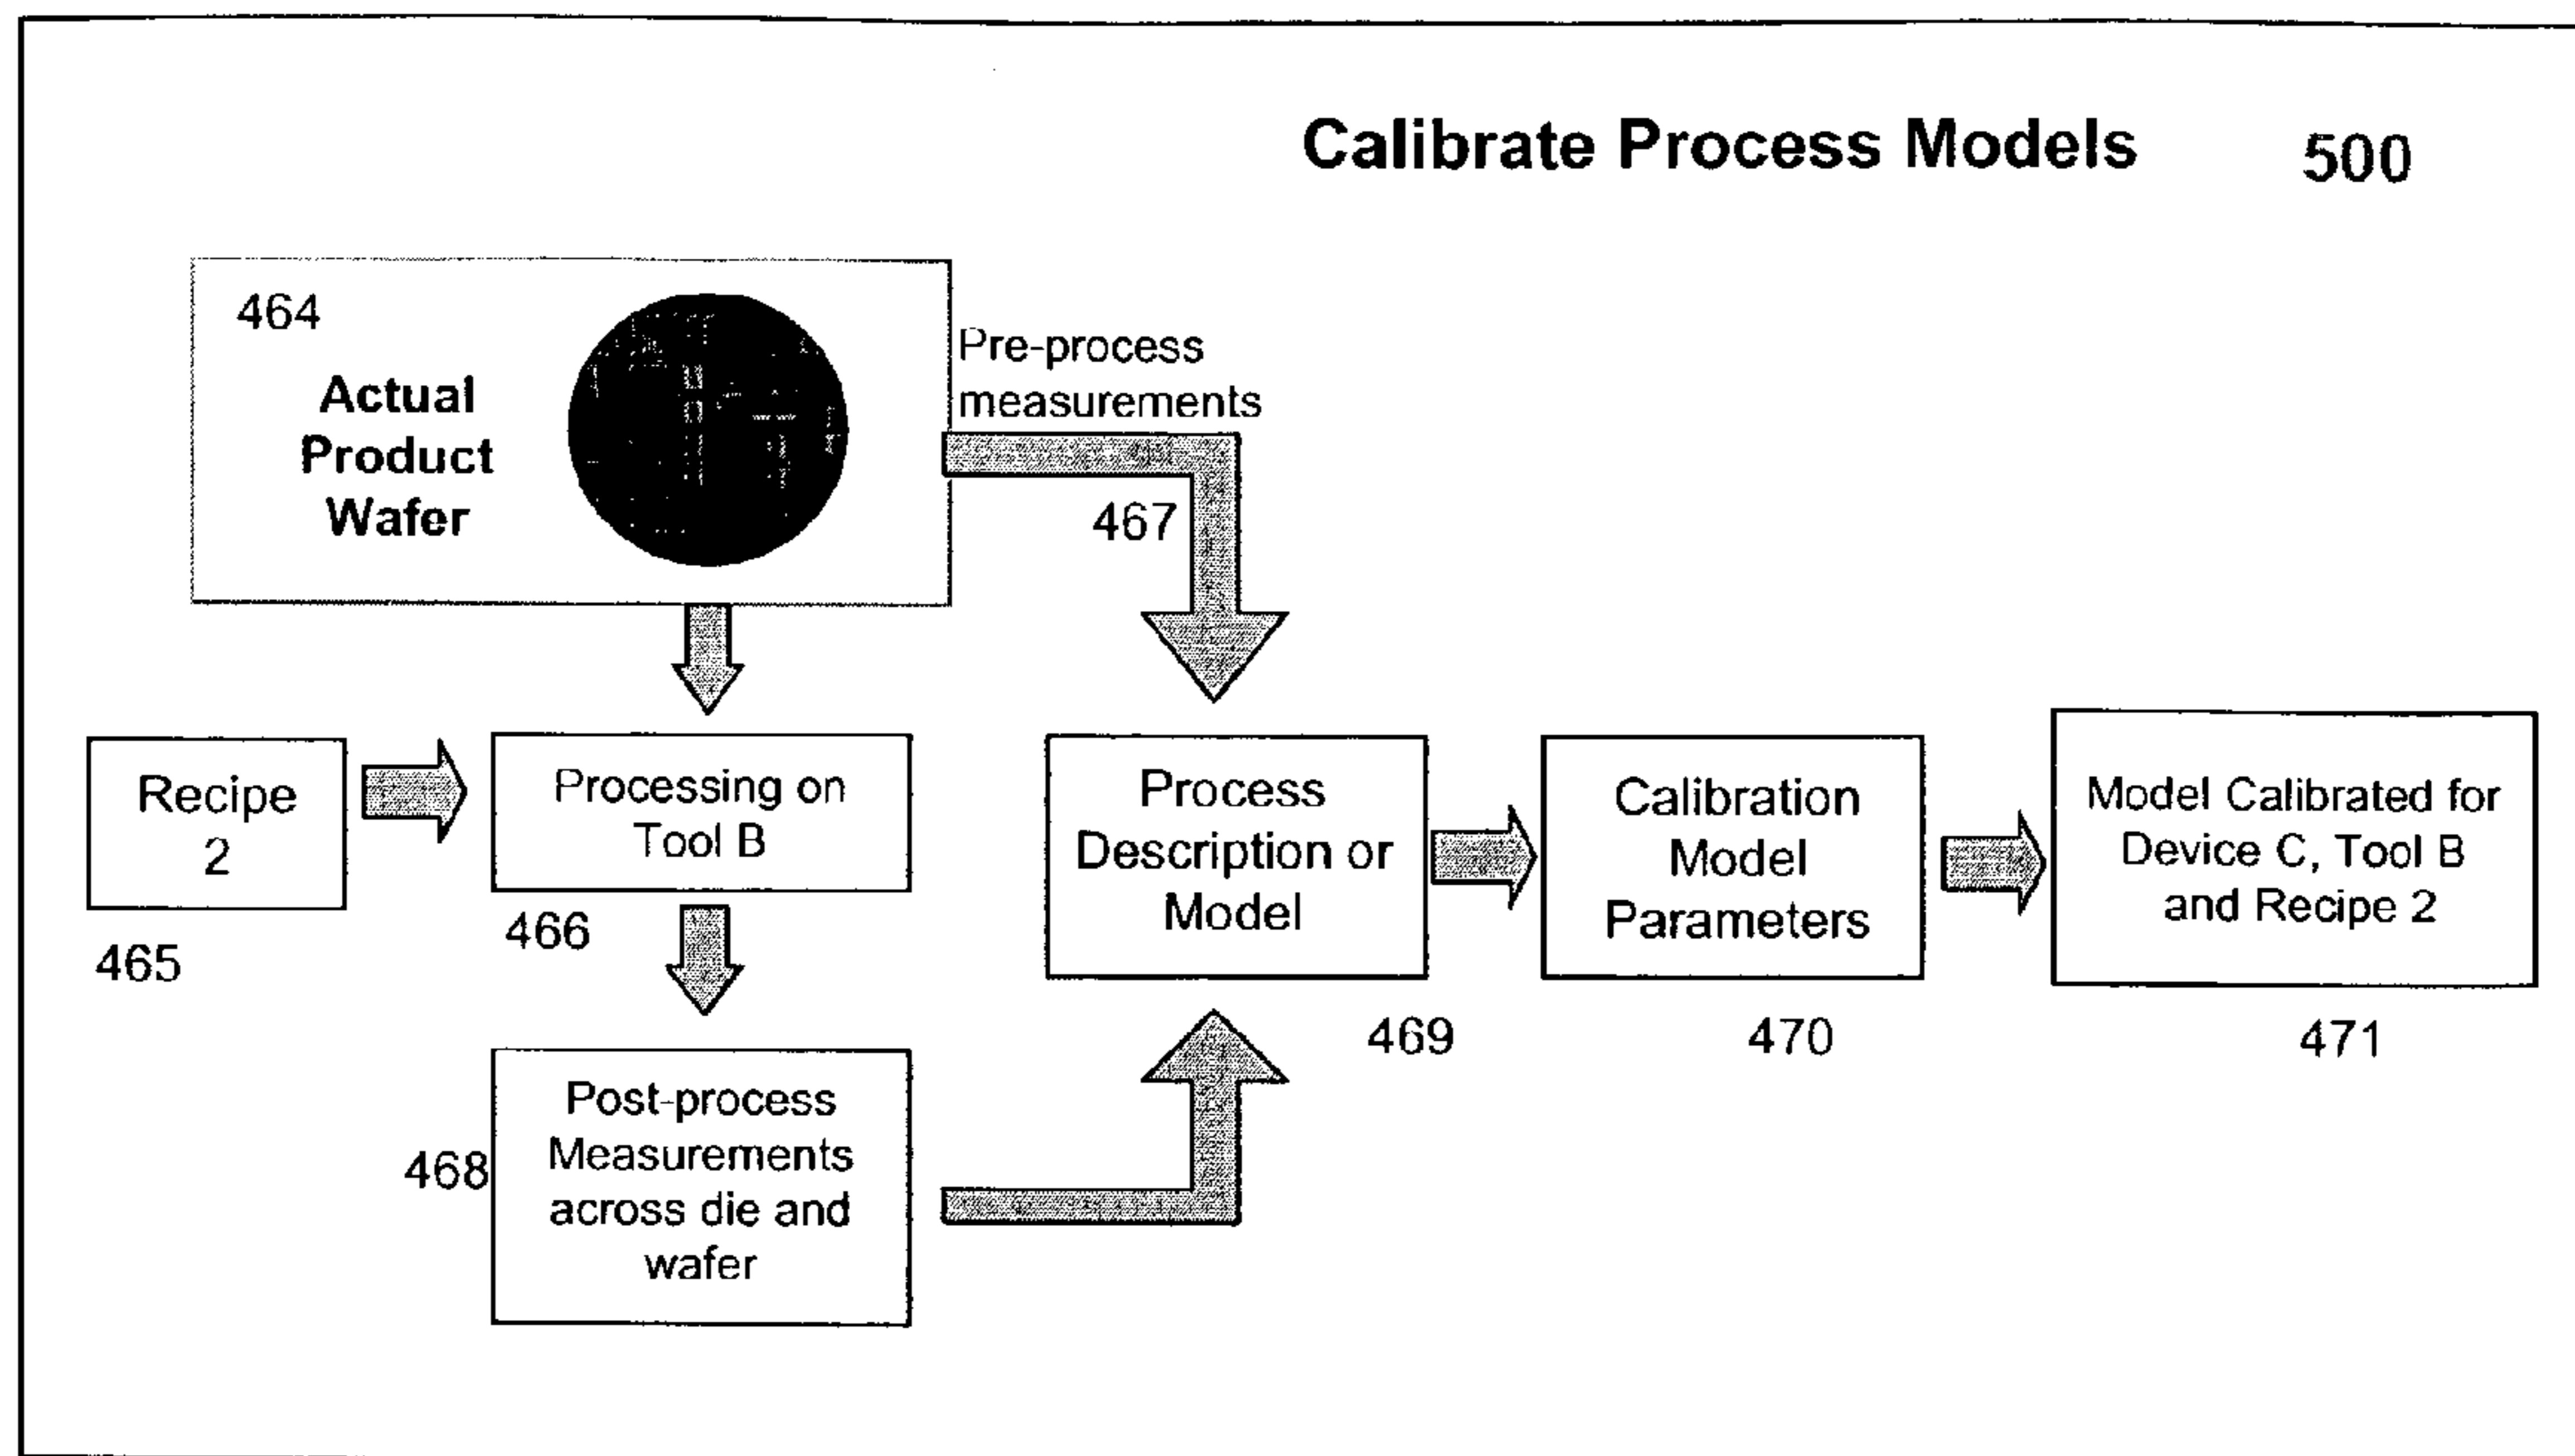 Calibrate Process Models 500
464
Actual
Product
Wafer
Pre-process
measurements
467
Recipe
2
465
Processing on
Tool B
466
Post-process
Measurements
across die and
wafer
468
Process
Description or
Model
469
Calibration
Model
Parameters
470
Model Calibrated for
Device C, Tool B
and Recipe 2
471